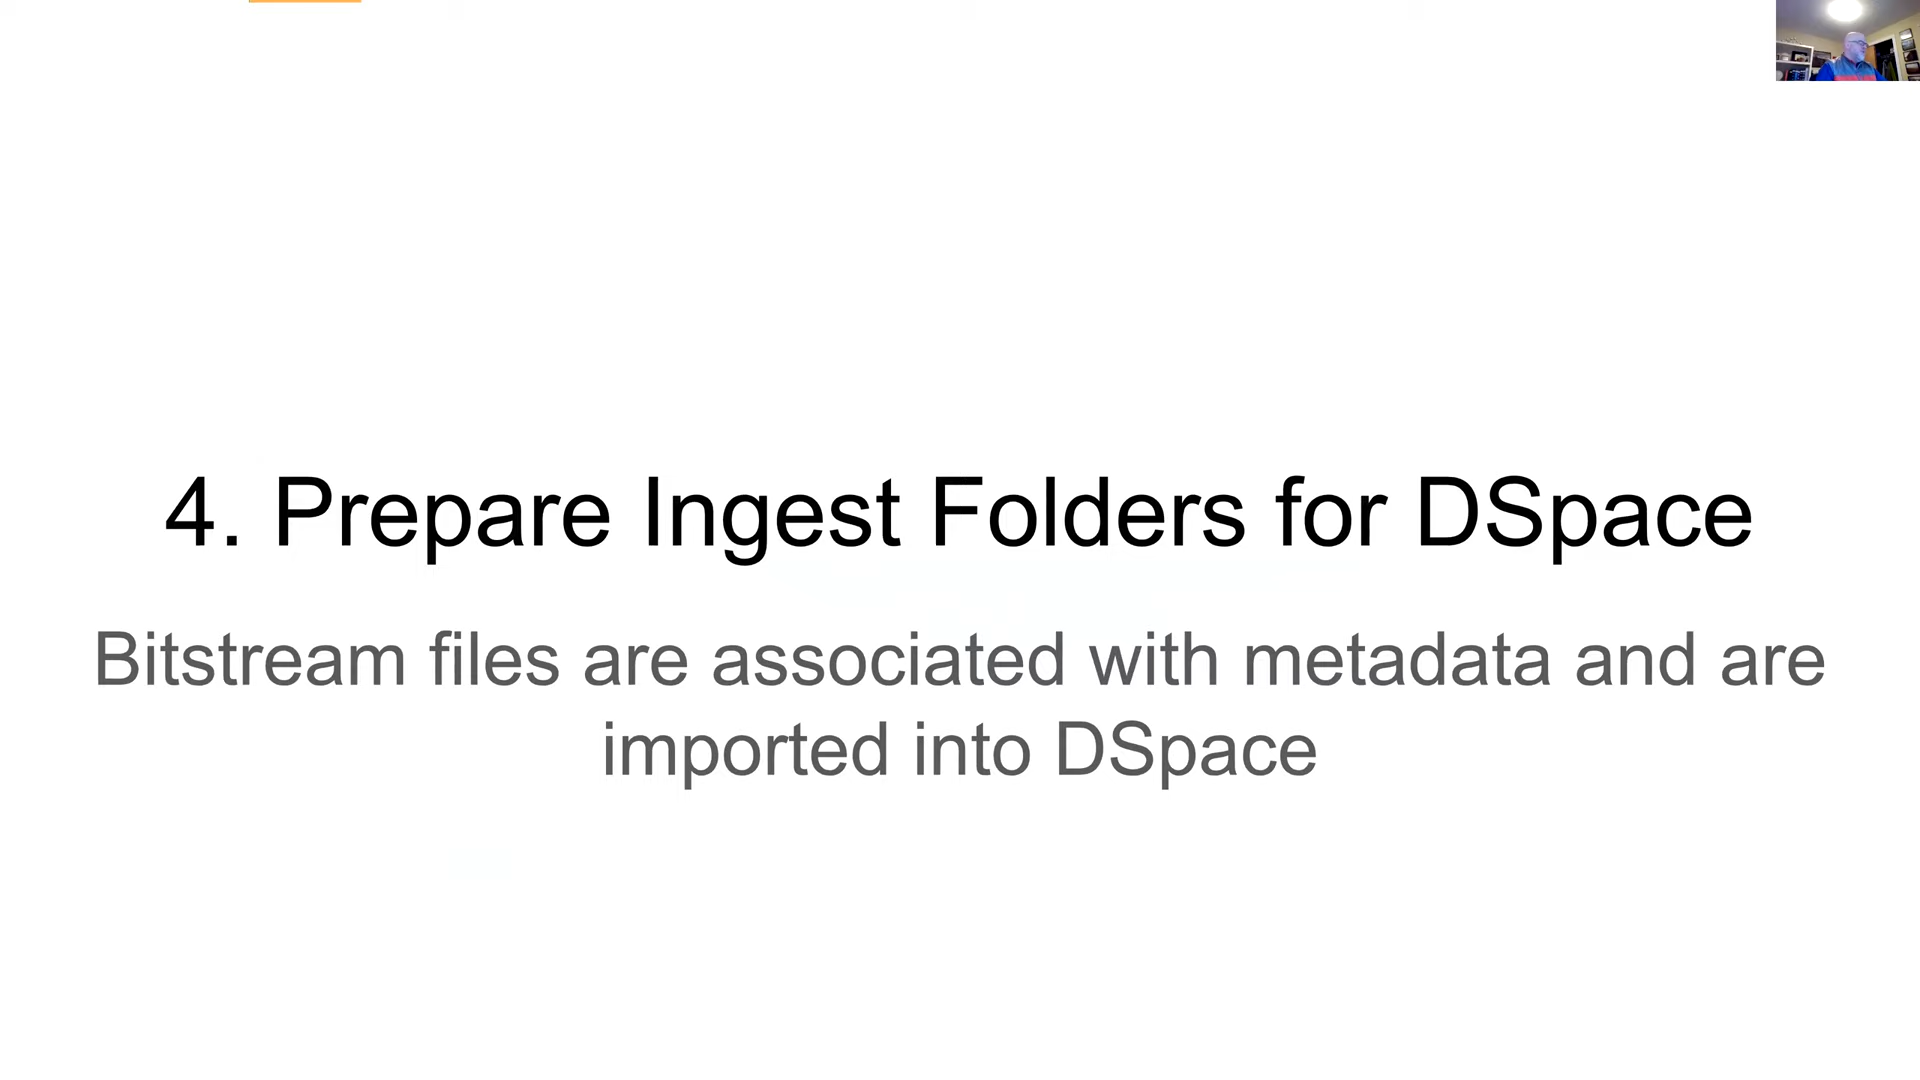 4. Prepare Ingest Folders for DSpace
Bitstream files are associated with metadata and are
imported into DSpace